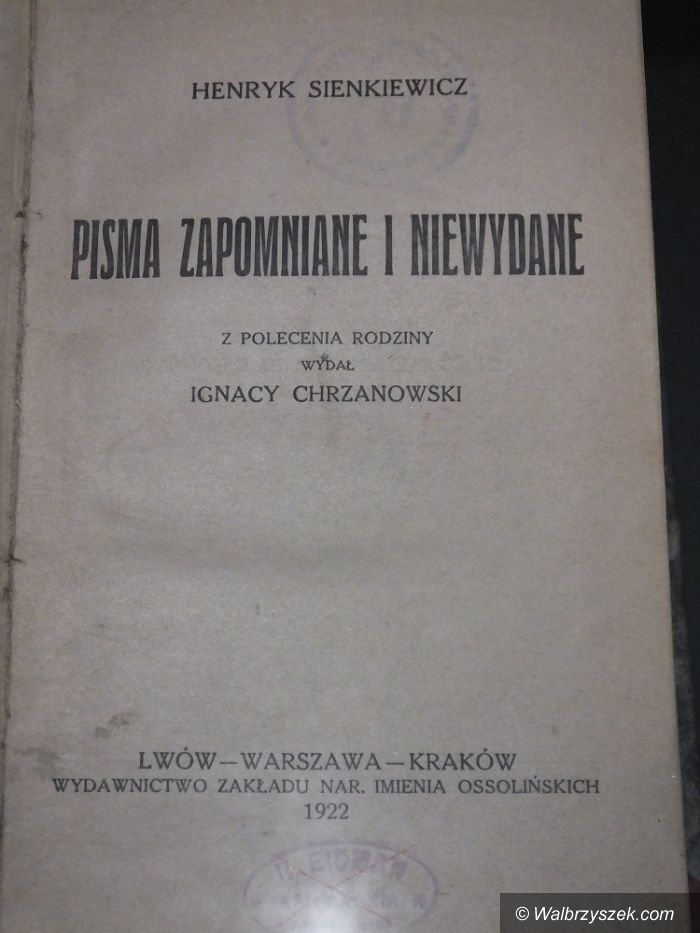 HENRYK SIENKIEWICZ
PISMA ZAPOMNIANE I NIEWYDANE
Z POLECENIA RODZINY
WYDAŁ
IGNACY CHRZANOWSKI
LWÓW—WARSZAWA—KRAKÓW
WYDAWNICTWO ZAKŁADU NAR. IMIENIA OSSOLIŃSKICH
1922
© Walbrzyszek.com